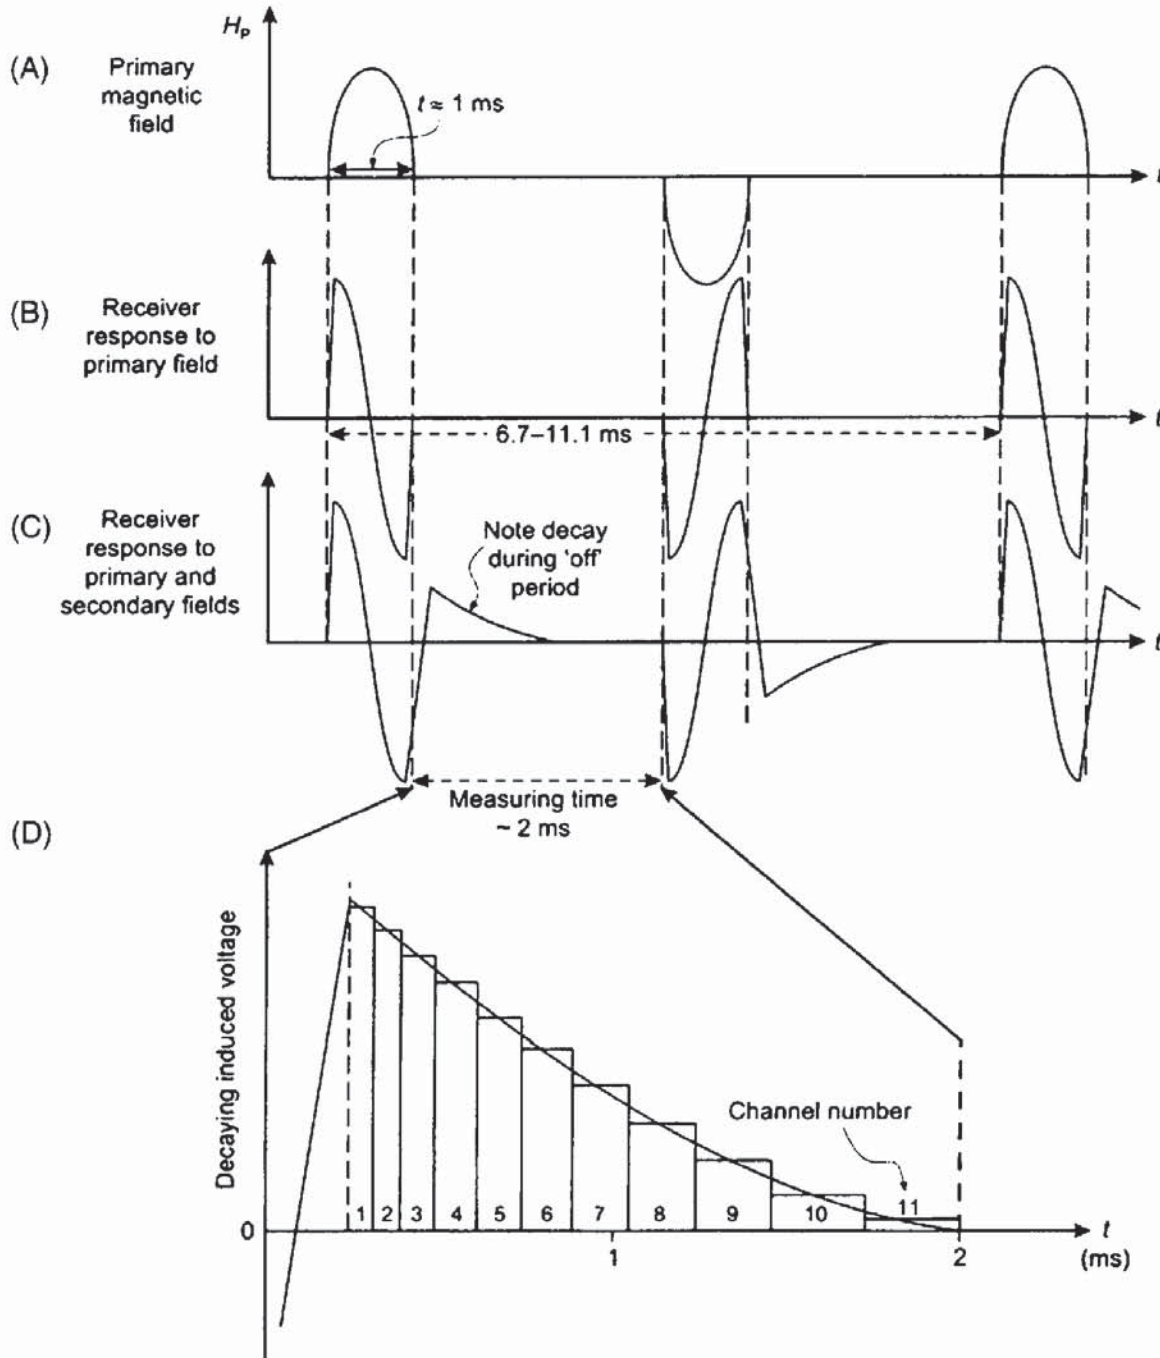 H_p
(A)
Primary
magnetic
field
t ≈ 1 ms
t
(B)
Receiver
response to
primary field
t
6.7–11.1 ms
(C)
Receiver
response to
primary and
secondary fields
Note decay
during 'off'
period
t
Measuring time
~ 2 ms
(D)
Decaying induced voltage
Channel number
0
1
2
3
4
5
6
7
8
9
10
11
1
2
t
(ms)